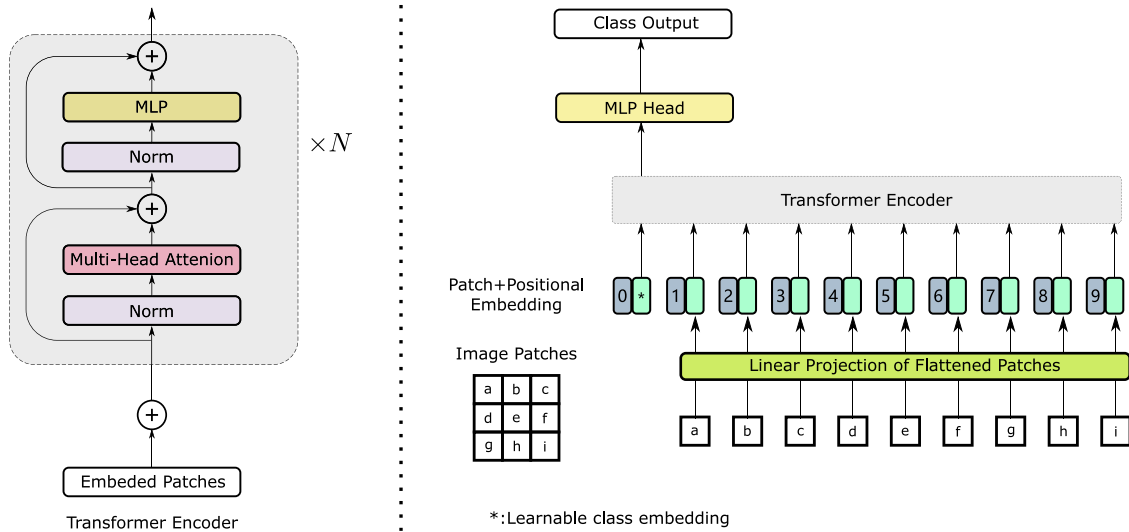 MLP
Norm
×N
Multi-Head Attenion
Norm
Embeded Patches
Transformer Encoder
Class Output
MLP Head
Transformer Encoder
Patch+Positional
Embedding
0 * 1 2 3 4 5 6 7 8 9
Linear Projection of Flattened Patches
Image Patches
a b c
d e f
g h i
a b c d e f g h i
*:Learnable class embedding